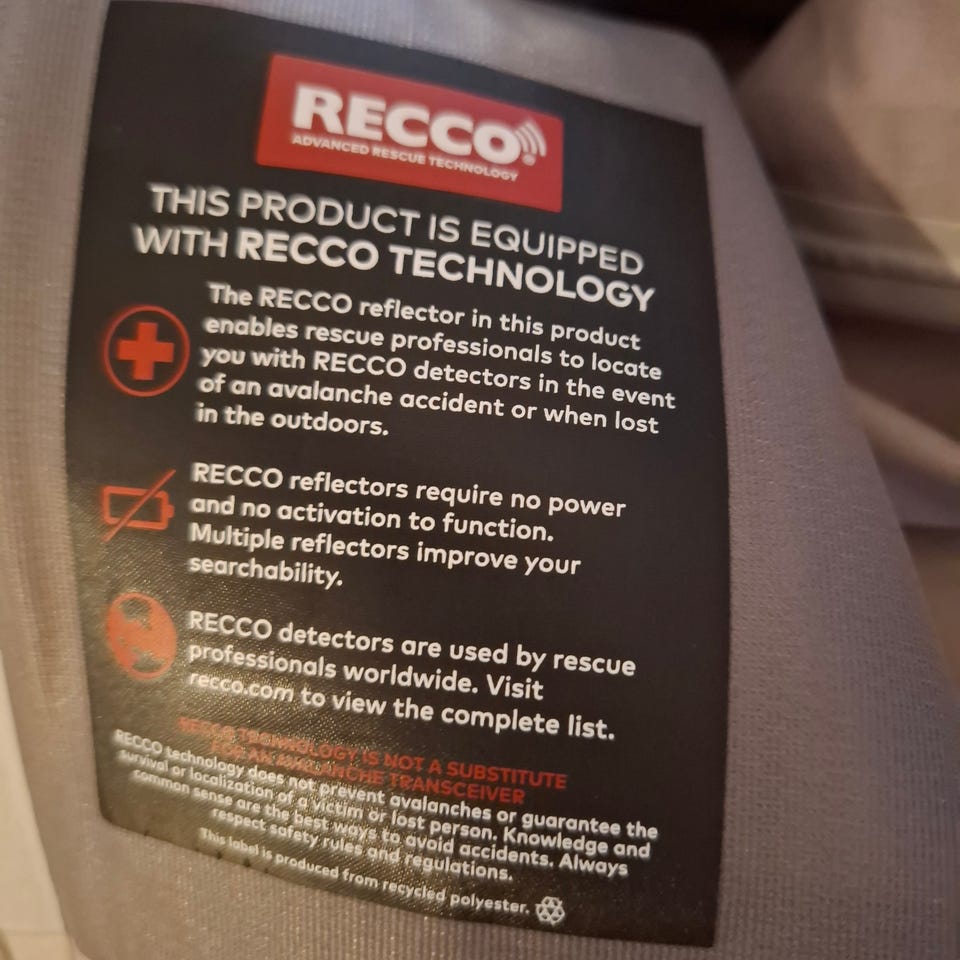 RECCO®
ADVANCED RESCUE TECHNOLOGY
THIS PRODUCT IS EQUIPPED
WITH RECCO TECHNOLOGY
The RECCO reflector in this product
enables rescue professionals to locate
you with RECCO detectors in the event
of an avalanche accident or when lost
in the outdoors.
RECCO reflectors require no power
and no activation to function.
Multiple reflectors improve your
searchability.
RECCO detectors are used by rescue
professionals worldwide. Visit
recco.com to view the complete list.
RECCO TECHNOLOGY IS NOT A SUBSTITUTE
FOR AN AVALANCHE TRANSCEIVER
RECCO technology does not prevent avalanches or guarantee the
survival or localization of a victim or lost person. Knowledge and
common sense are the best ways to avoid accidents. Always
respect safety rules and regulations.
This label is produced from recycled polyester.